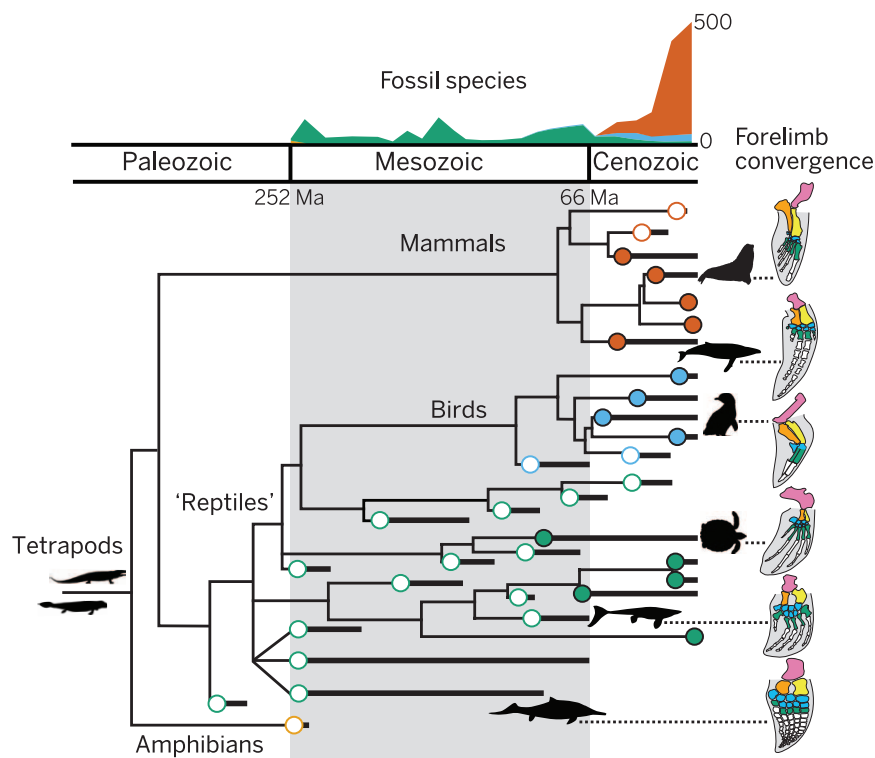 500
Fossil species
0
Forelimb
convergence
Paleozoic
Mesozoic
Cenozoic
252 Ma
66 Ma
Mammals
Birds
'Reptiles'
Tetrapods
Amphibians